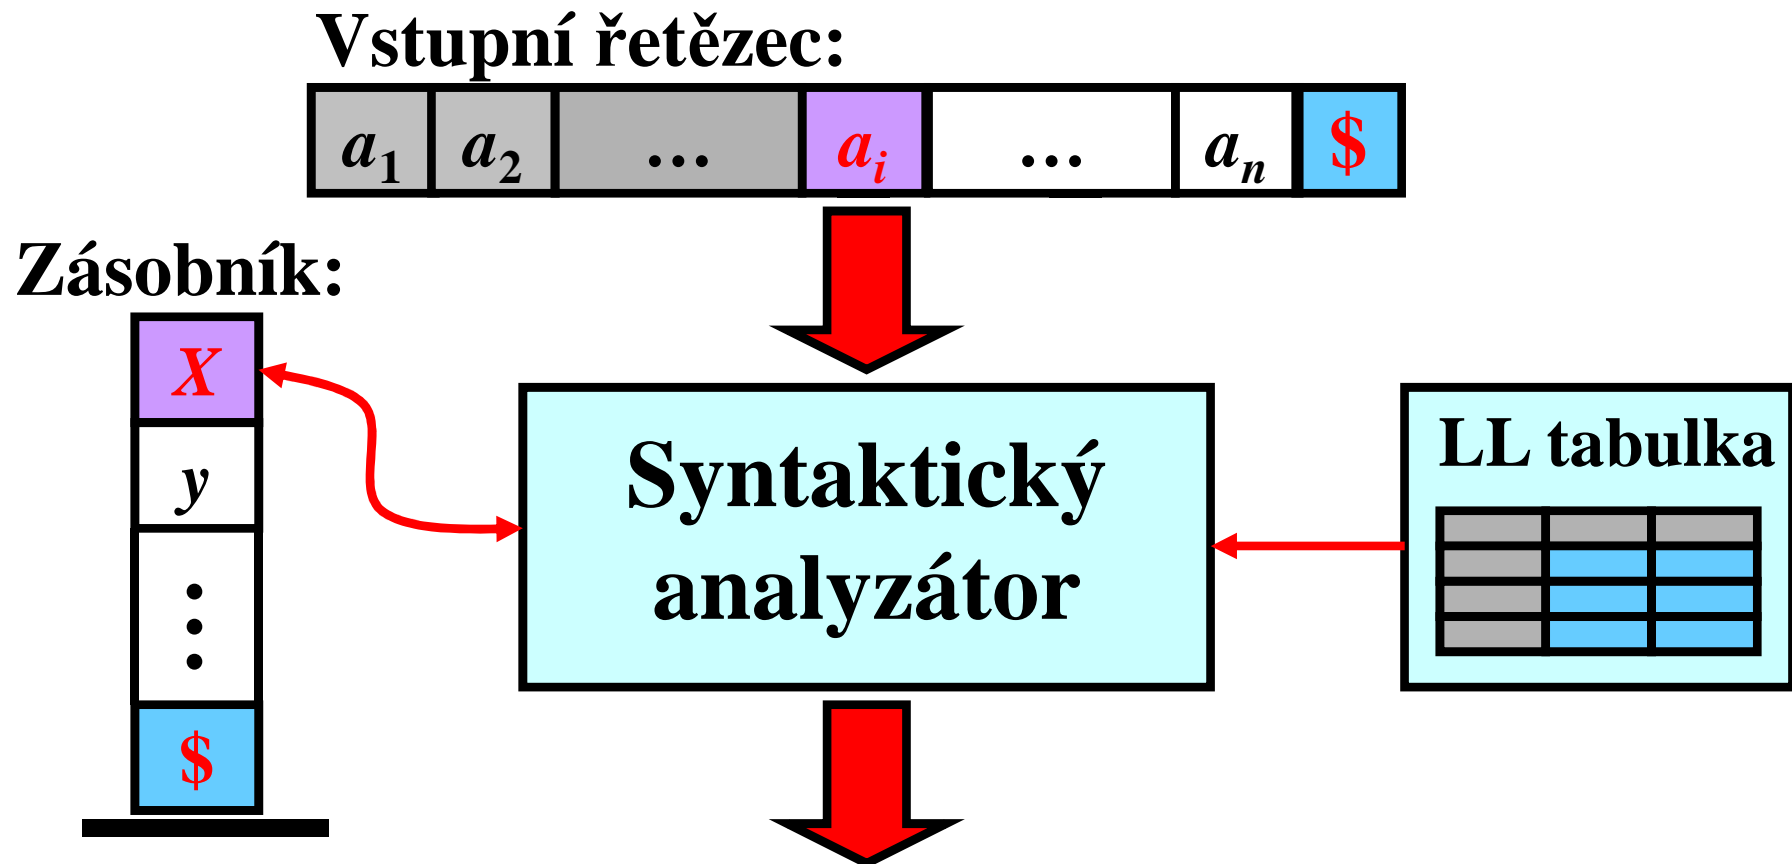 Vstupní řetězec:
a1 a2 … ai … an $
Zásobník:
X
y
⋮
$
Syntaktický
analyzátor
LL tabulka